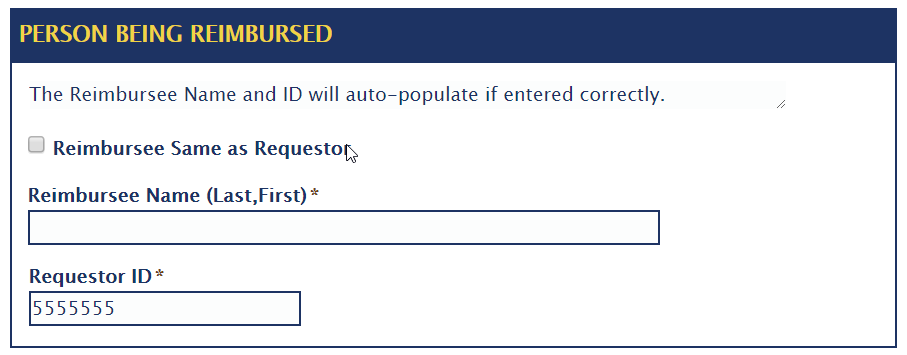 PERSON BEING REIMBURSED
The Reimbursee Name and ID will auto-populate if entered correctly.
Reimbursee Same as Requestor
Reimbursee Name (Last,First)*
Requestor ID*
5555555